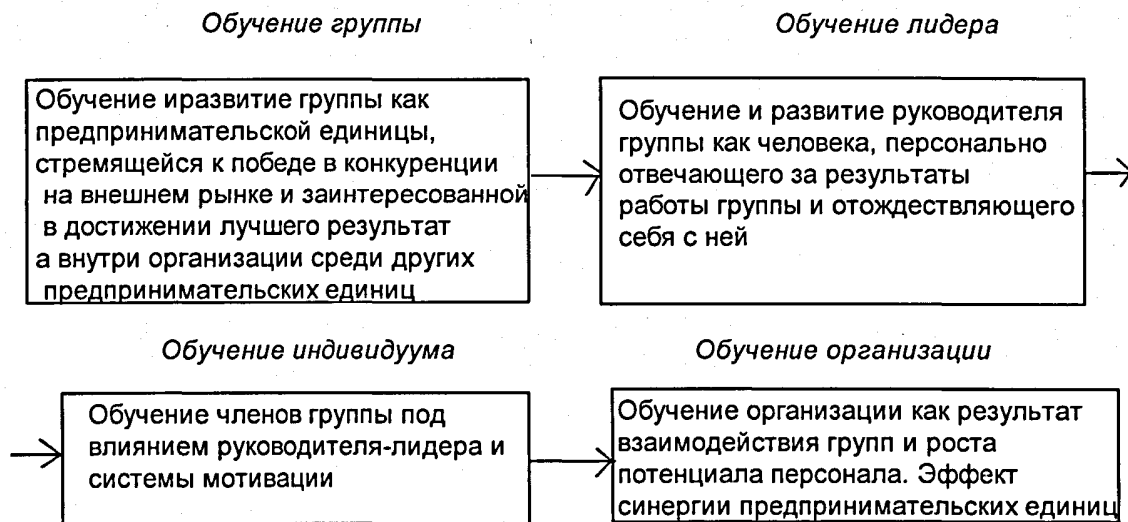 Обучение группы
Обучение иразвитие группы как
предпринимательской единицы,
стремящейся к победе в конкуренции
на внешнем рынке и заинтересованной
в достижении лучшего результат
а внутри организации среди других
предпринимательских единиц
Обучение лидера
Обучение и развитие руководителя
группы как человека, персонально
отвечающего за результаты
работы группы и отождествляющего
себя с ней
Обучение индивидуума
Обучение членов группы под
влиянием руководителя-лидера и
системы мотивации
Обучение организации
Обучение организации как результат
взаимодействия групп и роста
потенциала персонала. Эффект
синергии предпринимательских единиц